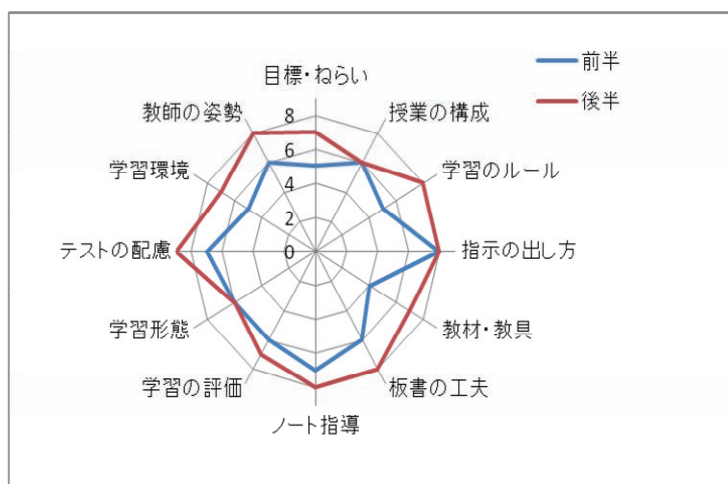 目標・ねらい
前半
後半
教師の姿勢
授業の構成
学習環境
学習のルール
テストの配慮
指示の出し方
学習形態
教材・教具
学習の評価
板書の工夫
ノート指導
8
6
4
2
0